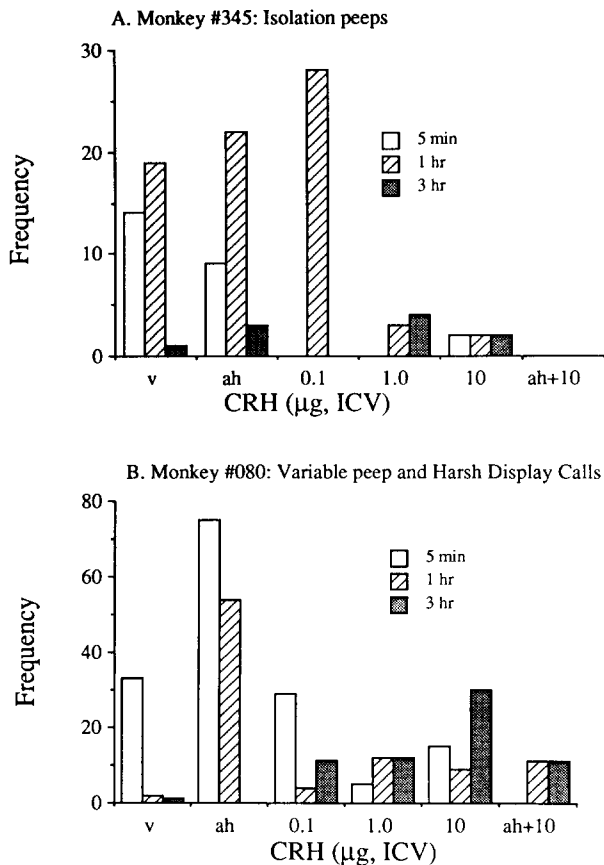 A. Monkey #345: Isolation peeps
30
20
10
0
Frequency
5 min
1 hr
3 hr
v ah 0.1 1.0 10 ah+10
CRH (µg, ICV)
B. Monkey #080: Variable peep and Harsh Display Calls
80
60
40
20
0
Frequency
5 min
1 hr
3 hr
v ah 0.1 1.0 10 ah+10
CRH (µg, ICV)